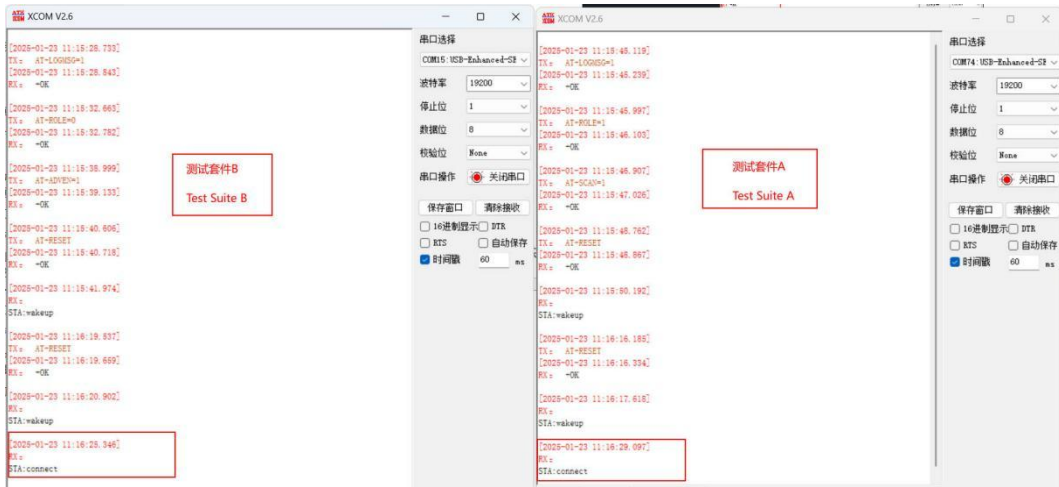 XCOM V2.6
[2025-01-23 11:15:28.733]
TX: AT+LOGMSG=1
[2025-01-23 11:15:28.843]
RX: +OK
[2025-01-23 11:15:32.663]
TX: AT+ROLE=0
[2025-01-23 11:15:32.782]
RX: +OK
[2025-01-23 11:15:38.999]
TX: AT+ADVEN=1
[2025-01-23 11:15:39.133]
RX: +OK
[2025-01-23 11:15:40.606]
TX: AT+RESET
[2025-01-23 11:15:40.718]
RX: +OK
[2025-01-23 11:15:41.974]
RX:
STA:wakeup
[2025-01-23 11:16:19.537]
TX: AT+RESET
[2025-01-23 11:16:19.659]
RX: +OK
[2025-01-23 11:16:20.902]
RX:
STA:wakeup
[2025-01-23 11:16:28.346]
RX:
STA:connect
测试套件B
Test Suite B
串口选择
COM15:USB-Enhanced-SE
波特率 19200
停止位 1
数据位 8
校验位 None
串口操作 关闭串口
保存窗口 清除接收
16进制显示 DTR
RTS 自动保存
时间戳 60 ms
XCOM V2.6
[2025-01-23 11:15:45.119]
TX: AT+LOGMSG=1
[2025-01-23 11:15:45.239]
RX: +OK
[2025-01-23 11:15:45.997]
TX: AT+ROLE=1
[2025-01-23 11:15:46.103]
RX: +OK
[2025-01-23 11:15:46.907]
TX: AT+SCAN=1
[2025-01-23 11:15:47.026]
RX: +OK
[2025-01-23 11:15:48.762]
TX: AT+RESET
[2025-01-23 11:15:48.867]
RX: +OK
[2025-01-23 11:15:50.192]
RX:
STA:wakeup
[2025-01-23 11:16:16.185]
TX: AT+RESET
[2025-01-23 11:16:16.334]
RX: +OK
[2025-01-23 11:16:17.618]
RX:
STA:wakeup
[2025-01-23 11:16:29.097]
RX:
STA:connect
测试套件A
Test Suite A
串口选择
COM74:USB-Enhanced-SE
波特率 19200
停止位 1
数据位 8
校验位 None
串口操作 关闭串口
保存窗口 清除接收
16进制显示 DTR
RTS 自动保存
时间戳 60 ms